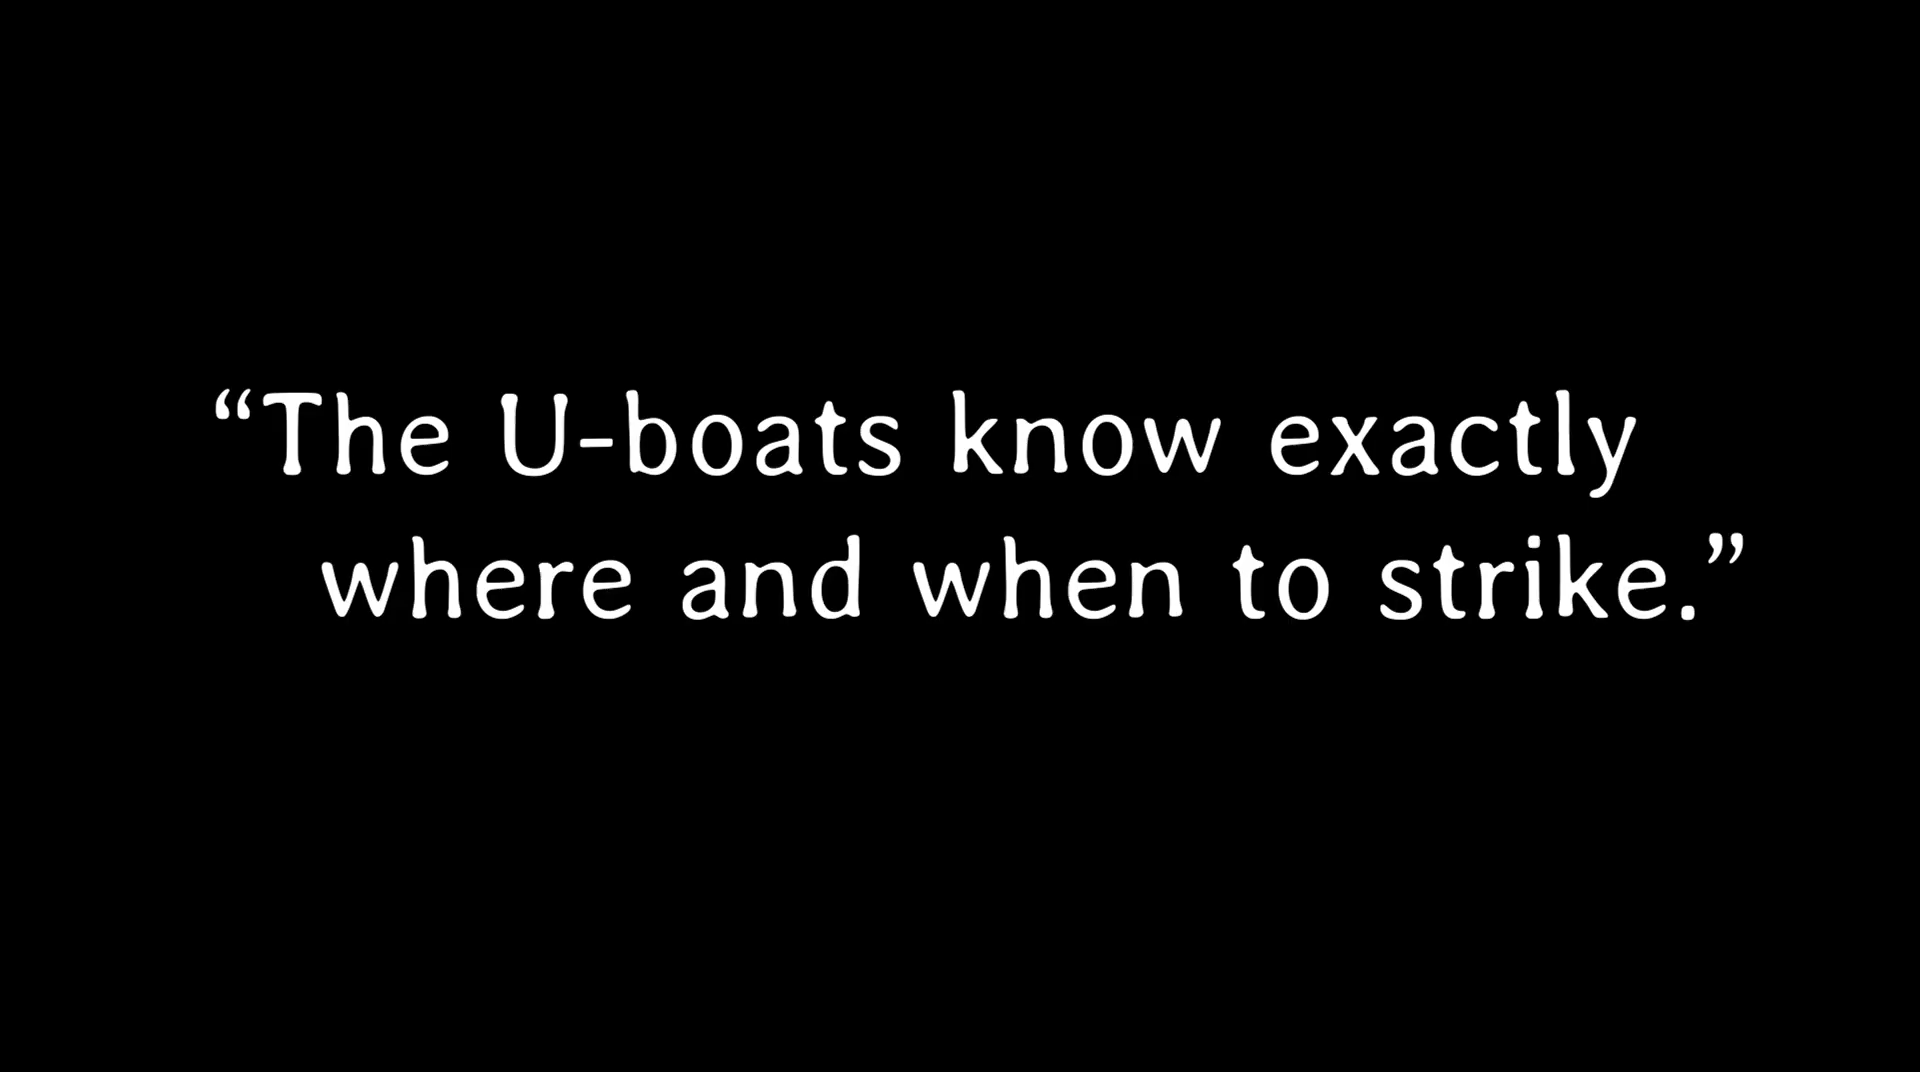 “The U-boats know exactly
where and when to strike.”